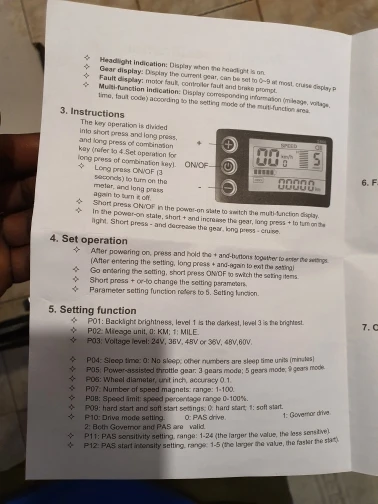 ✧ Headlight indication: Display when the headlight is on.
✧ Gear display: Display the current gear, can be set to 0~9 at most, cruise display P
✧ Fault display: motor fault, controller fault and brake prompt.
✧ Multi-function indication: Display corresponding information (mileage, voltage,
time, fault code) according to the setting mode of the multi-function area.
3. Instructions
The key operation is divided
into short press and long press,
and long press of combination
key (refer to 4.Set operation for
long press of combination key).
✧ Long press ON/OFF (3
seconds) to turn on the
meter, and long press
again to turn it off.
+
ON/OFF
-
SPEED
00 km/h
0
5
00000
✧ Short press ON/OFF in the power-on state to switch the multi-function display.
✧ In the power-on state, short + and increase the gear, long press + to turn on the
light. Short press - and decrease the gear, long press - cruise.
4. Set operation
✧ After powering on, press and hold the + and-buttons together to enter the settings.
(After entering the setting, long press + and-again to exit the setting)
✧ Go entering the setting, short press ON/OFF to switch the setting items.
✧ Short press + or-to change the setting parameters.
✧ Parameter setting function refers to 5. Setting function.
5. Setting function
✧ P01: Backlight brightness, level 1 is the darkest, level 3 is the brightest.
✧ P02: Mileage unit, 0: KM; 1: MILE.
✧ P03: Voltage level: 24V, 36V, 48V or 36V, 48V,60V.
✧ P04: Sleep time: 0: No sleep; other numbers are sleep time units (minutes)
✧ P05: Power-assisted throttle gear: 3 gears mode; 5 gears mode; 9 gears mode.
✧ P06: Wheel diameter, unit inch, accuracy 0.1.
✧ P07: Number of speed magnets: range: 1-100.
✧ P08: Speed limit: speed percentage range 0-100%.
✧ P09: hard start and soft start settings; 0: hard start; 1: soft start.
✧ P10: Drive mode setting. 0: PAS drive. 1: Governor drive.
2: Both Governor and PAS are valid.
✧ P11: PAS sensitivity setting, range: 1-24 (the larger the value, the less sensitive).
✧ P12: PAS start intensity setting, range: 1-5 (the larger the value, the faster the start).
6. F
7. C